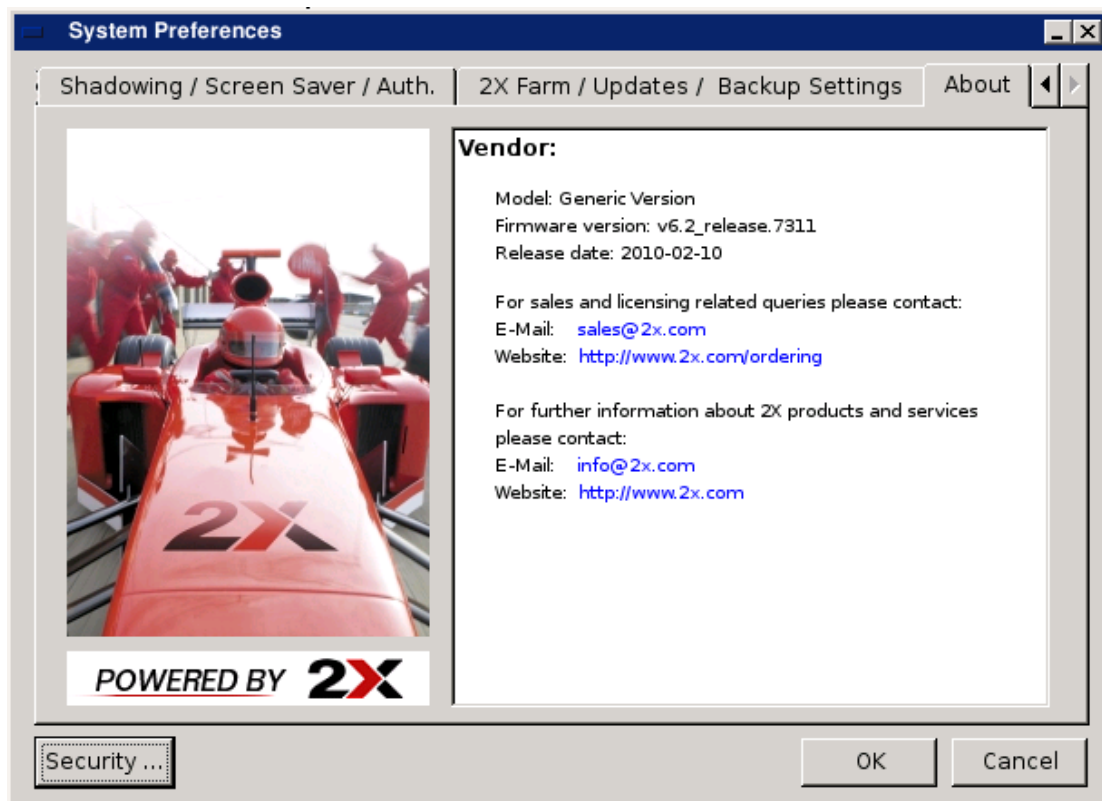 System Preferences
Shadowing / Screen Saver / Auth.
2X Farm / Updates / Backup Settings
About
Vendor:
Model: Generic Version
Firmware version: v6.2_release.7311
Release date: 2010-02-10
For sales and licensing related queries please contact:
E-Mail: sales@2x.com
Website: http://www.2x.com/ordering
For further information about 2X products and services
please contact:
E-Mail: info@2x.com
Website: http://www.2x.com
2X
POWERED BY 2X
Security ...
OK
Cancel